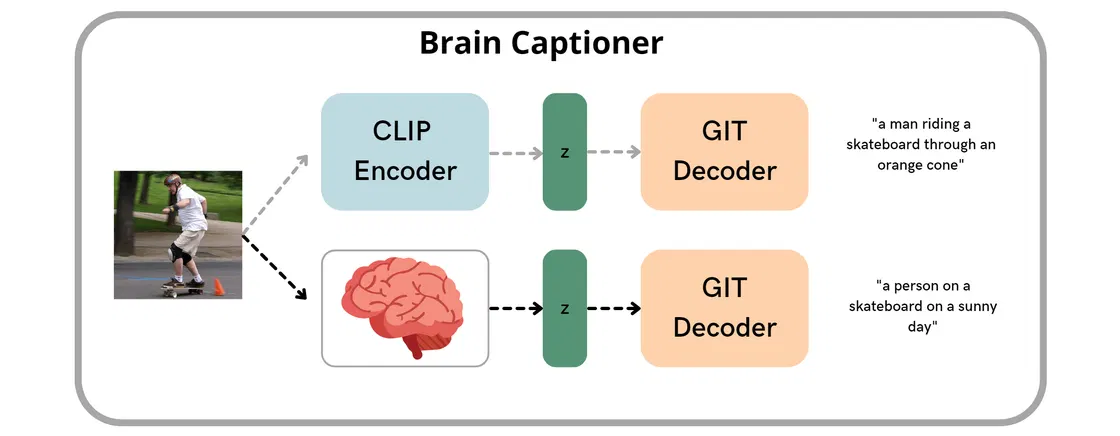 Brain Captioner
CLIP
Encoder
z
GIT
Decoder
"a man riding a
skateboard through an
orange cone"
z
GIT
Decoder
"a person on a
skateboard on a sunny
day"